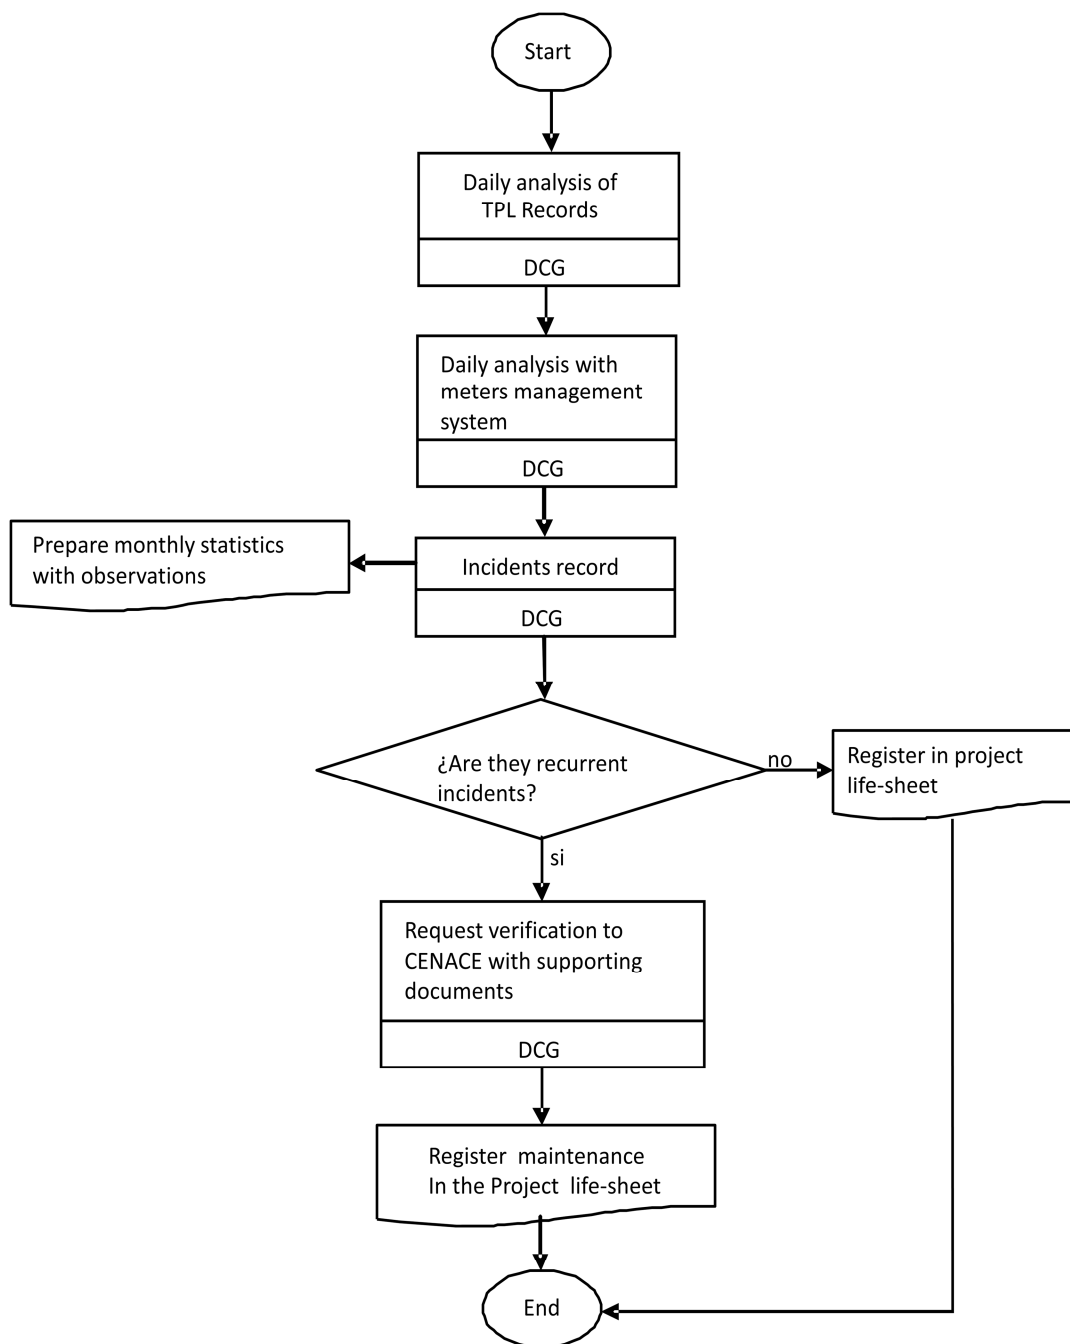 Start
Daily analysis of
TPL Records
DCG
Daily analysis with
meters management
system
DCG
Prepare monthly statistics
with observations
Incidents record
DCG
¿Are they recurrent
incidents?
no
Register in project
life-sheet
si
Request verification to
CENACE with supporting
documents
DCG
Register maintenance
In the Project life-sheet
End